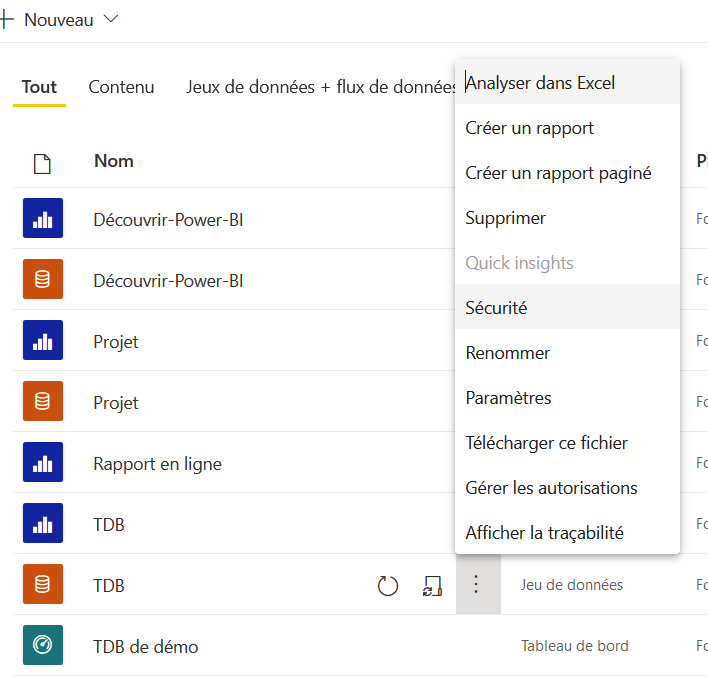 Nouveau
Tout
Contenu
Jeux de données + flux de données
Nom
Découvrir-Power-BI
Découvrir-Power-BI
Projet
Projet
Rapport en ligne
TDB
TDB
Jeu de données
TDB de démo
Tableau de bord
Analyser dans Excel
Créer un rapport
Créer un rapport paginé
Supprimer
Quick insights
Sécurité
Renommer
Paramètres
Télécharger ce fichier
Gérer les autorisations
Afficher la traçabilité